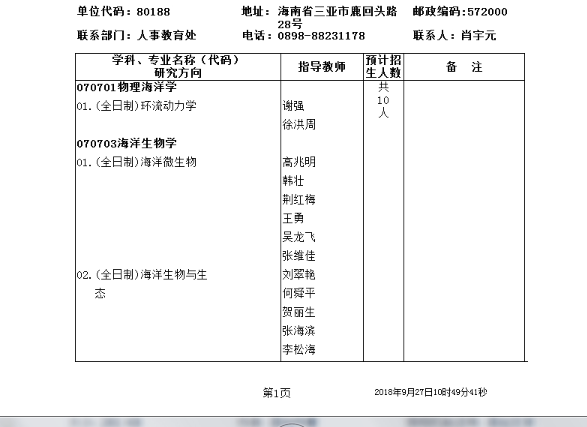 单位代码: 80188 地址: 海南省三亚市鹿回头路 邮政编码:572000
28号
联系部门: 人事教育处 电话: 0898-88231178 联系人: 肖宇元
学科、专业名称(代码) 指导教师 预计招 备 注
研究方向 生人数
070701物理海洋学 共
01.(全日制)环流动力学 谢强 10
徐洪周 人
070703海洋生物学
01.(全日制)海洋微生物 高兆明
韩壮
荆红梅
王勇
吴龙飞
张维佳
02.(全日制)海洋生物与生 刘翠艳
态 何舜平
贺丽生
张海滨
李松海
第1页 2018年9月27日10时49分41秒